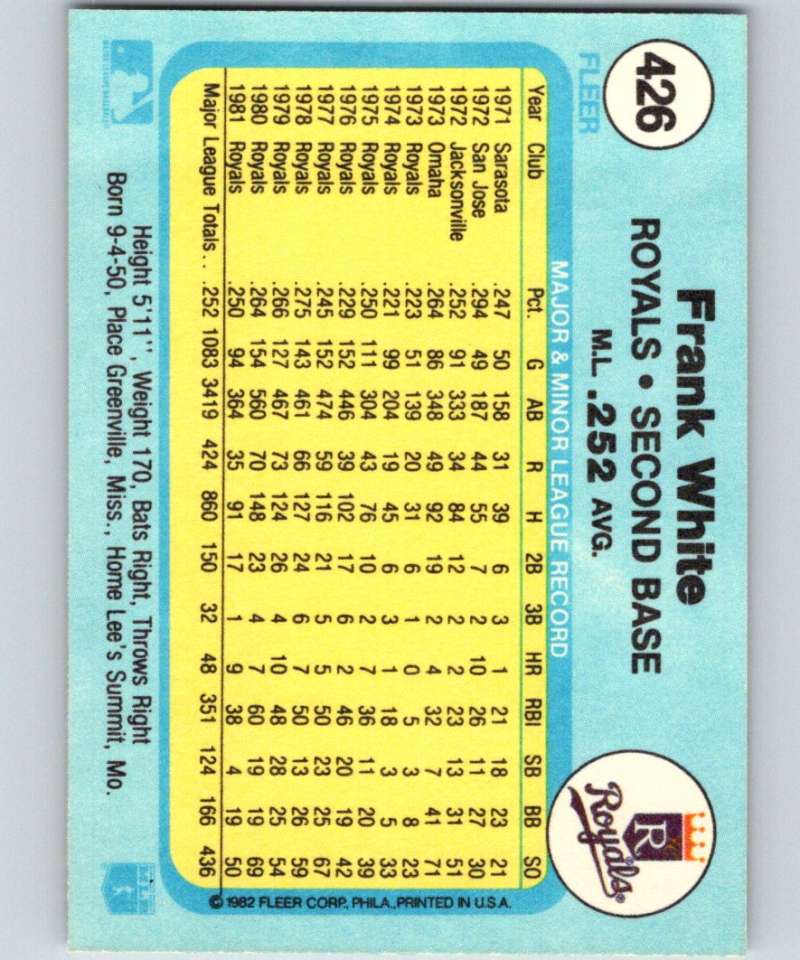 426
FLEER
Frank White
ROYALS • SECOND BASE
M.L. .252 AVG.
Royals
R
MAJOR & MINOR LEAGUE RECORD
Year Club Pct. G AB R H 2B 3B HR RBI SB BB SO
1971 Sarasota .247 50 158 31 39 6 3 1 21 18 23 21
1972 San Jose .294 49 187 44 55 7 2 10 26 11 27 30
1972 Jacksonville .252 91 333 34 84 12 2 2 23 13 31 51
1973 Omaha .264 86 348 49 92 19 2 4 32 7 41 71
1973 Royals .223 51 139 20 31 6 1 0 5 3 8 23
1974 Royals .221 99 204 19 45 6 3 1 18 3 5 33
1975 Royals .250 111 304 43 76 10 2 7 36 11 20 39
1976 Royals .229 152 446 39 102 17 6 2 46 20 19 42
1977 Royals .245 152 474 59 116 21 5 5 50 23 25 67
1978 Royals .275 143 461 66 127 24 6 7 50 13 26 59
1979 Royals .266 127 467 73 124 26 4 10 48 28 25 54
1980 Royals .264 154 560 70 148 23 4 7 60 19 19 69
1981 Royals .250 94 364 35 91 17 1 9 38 4 19 50
Major League Totals . . .252 1083 3419 424 860 150 32 48 351 124 166 436
© 1982 FLEER CORP., PHILA., PRINTED IN U.S.A.
Height 5'11'', Weight 170, Bats Right, Throws Right
Born 9-4-50, Place Greenville, Miss., Home Lee's Summit, Mo.